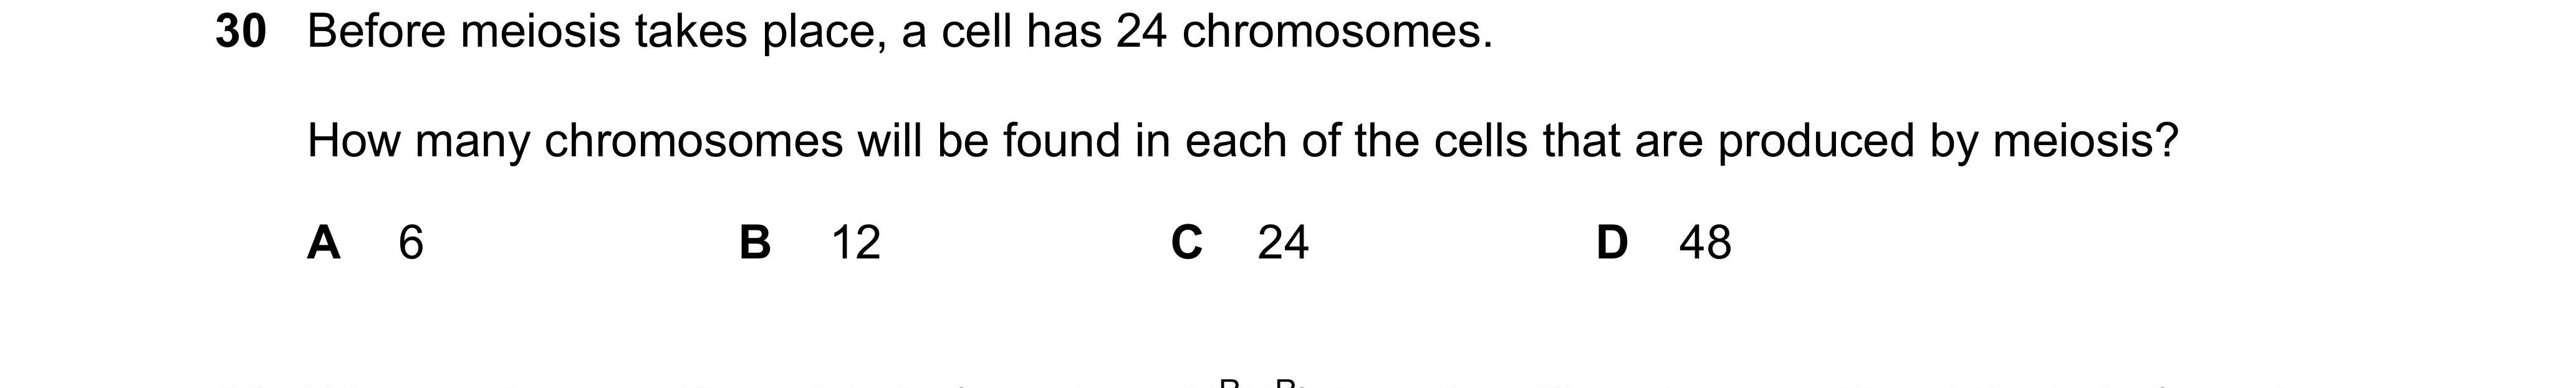 30 Before meiosis takes place, a cell has 24 chromosomes.
How many chromosomes will be found in each of the cells that are produced by meiosis?
A 6 B 12 C 24 D 48